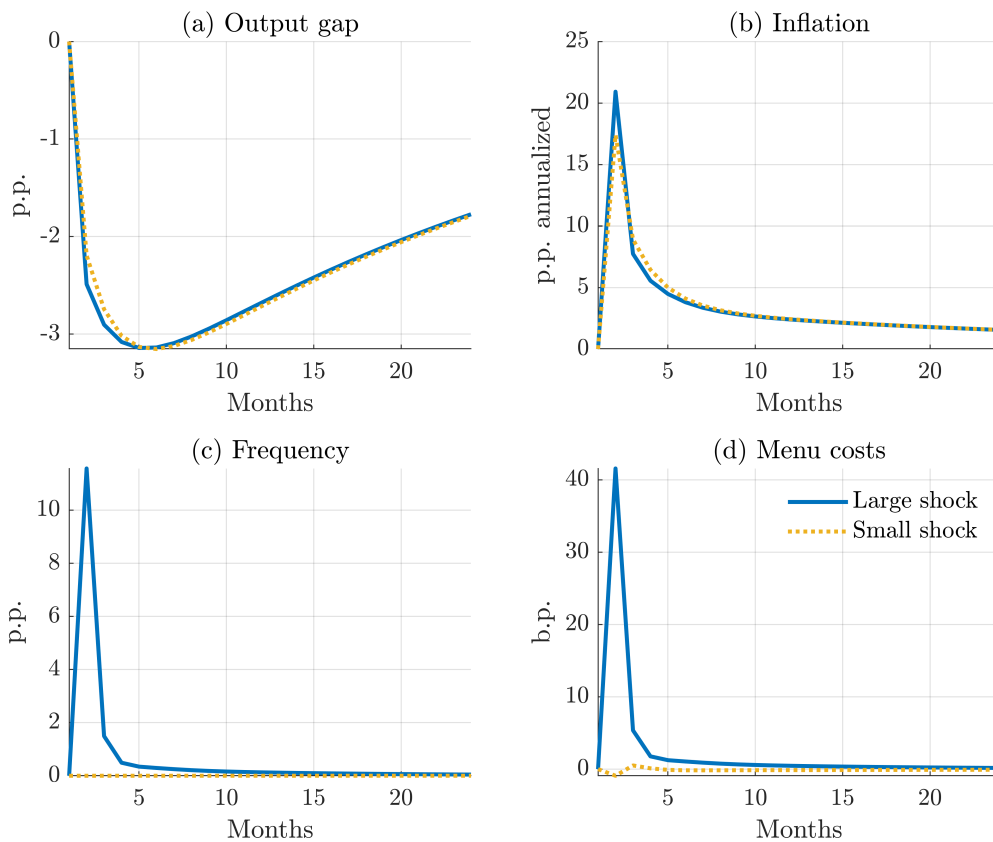 (a) Output gap
0
-1
-2
-3
p.p.
5 10 15 20
Months
(b) Inflation
25
20
15
10
5
0
p.p. annualized
5 10 15 20
Months
(c) Frequency
10
8
6
4
2
0
p.p.
5 10 15 20
Months
(d) Menu costs
40
30
20
10
0
b.p.
Large shock
Small shock
5 10 15 20
Months